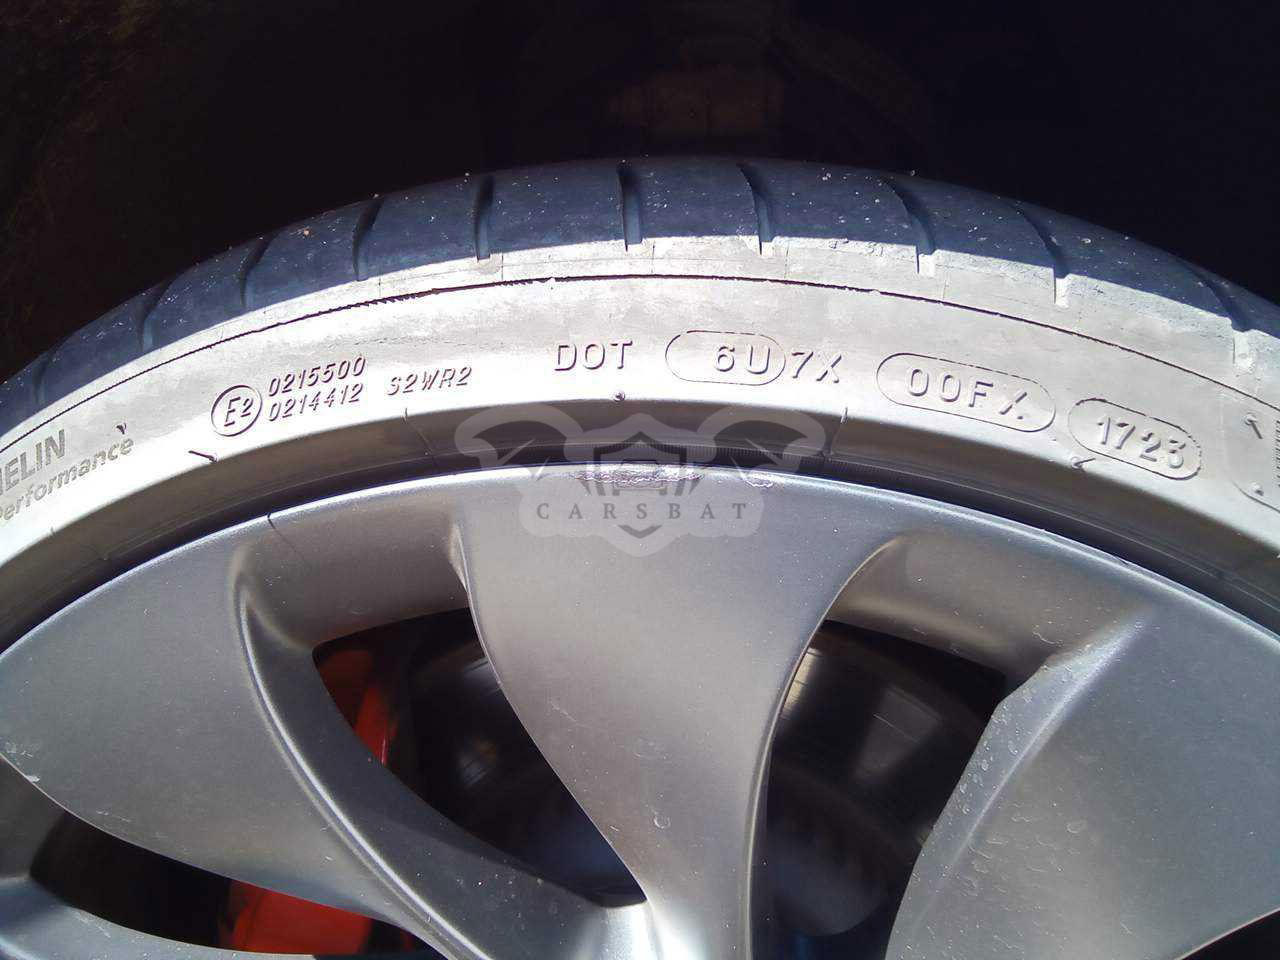 ELIN
Performance
E2
0215500
0214412
S2WR2
DOT 6U7X 00FX 1723
CARSBAT